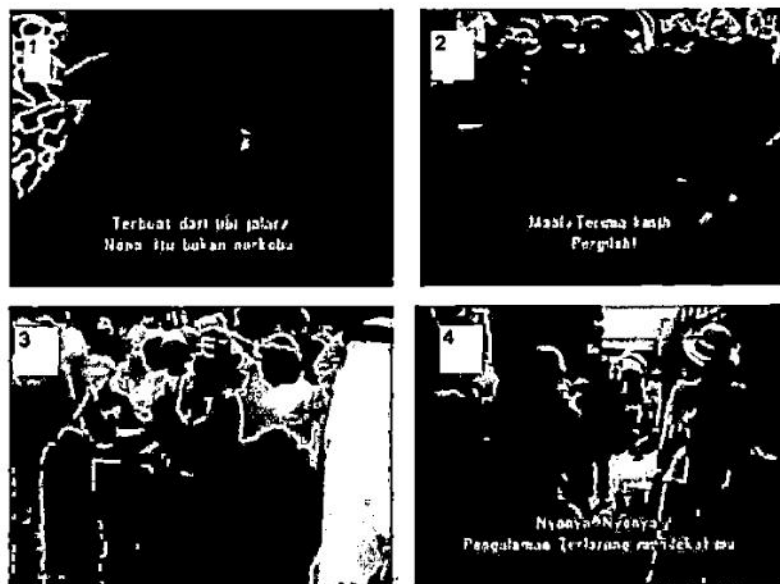 1
Terbuat dari ubi jalar?
Nona, itu bukan narkoba
2
Maaf, Terima kasih
Pergilah!
3
4
Nyonya-Nyonya
Pengalaman Terlarang mendekatimu